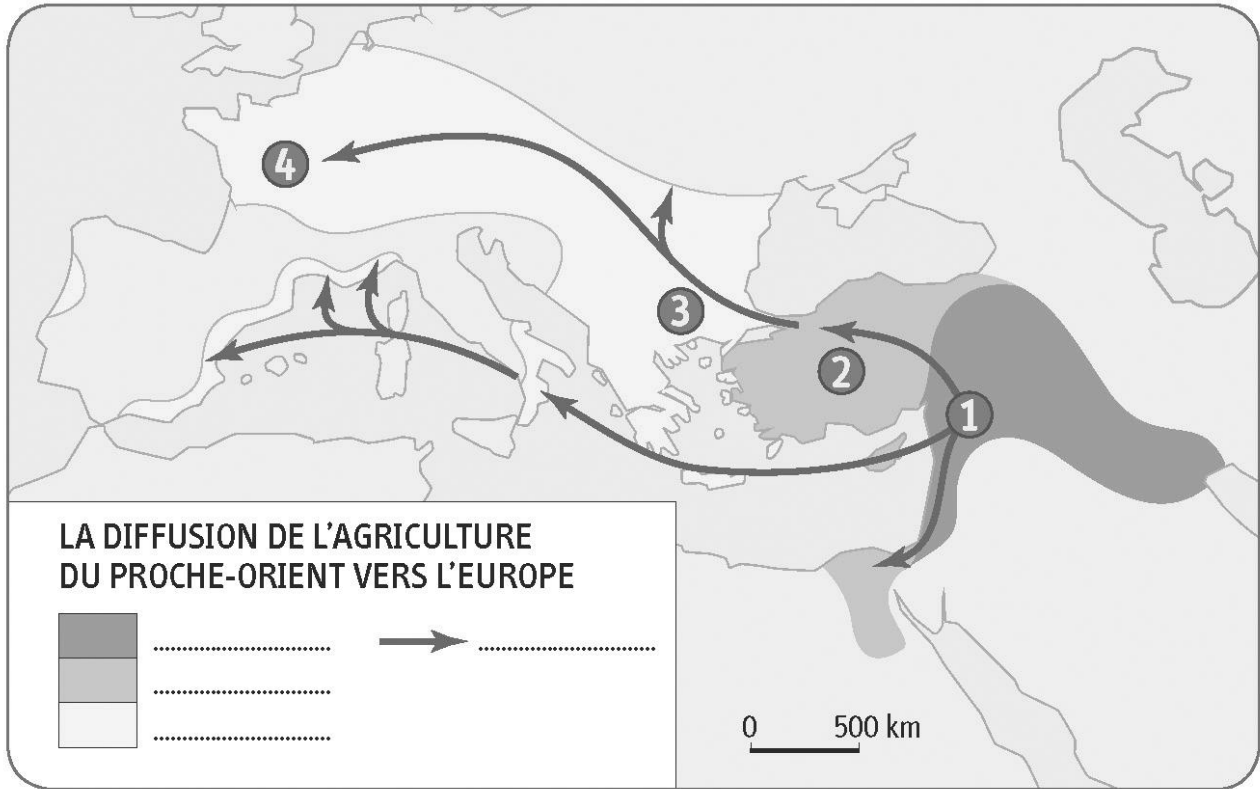 4
3
2
1
LA DIFFUSION DE L'AGRICULTURE
DU PROCHE-ORIENT VERS L'EUROPE
.............................. ..............................
..............................
..............................
0 500 km